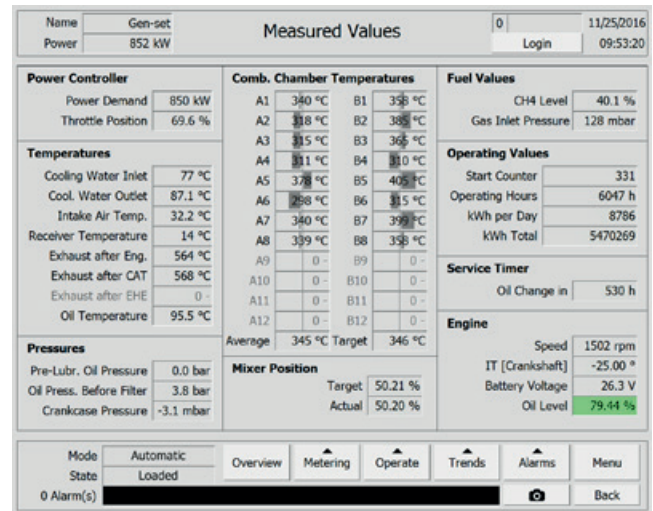 Name Gen-set
Power 852 kW
Measured Values
0 11/25/2016
Login 09:53:20
Power Controller
Power Demand 850 kW
Throttle Position 69.6 %
Temperatures
Cooling Water Inlet 77 °C
Cool. Water Outlet 87.1 °C
Intake Air Temp. 32.2 °C
Receiver Temperature 14 °C
Exhaust after Eng. 564 °C
Exhaust after CAT 568 °C
Exhaust after EHE 0 -
Oil Temperature 95.5 °C
Pressures
Pre-Lubr. Oil Pressure 0.0 bar
Oil Press. Before Filter 3.8 bar
Crankcase Pressure -3.1 mbar
Comb. Chamber Temperatures
A1 340 °C B1 358 °C
A2 318 °C B2 385 °C
A3 315 °C B3 365 °C
A4 311 °C B4 310 °C
A5 378 °C B5 405 °C
A6 298 °C B6 315 °C
A7 340 °C B7 399 °C
A8 339 °C B8 358 °C
A9 0 - B9 0 -
A10 0 - B10 0 -
A11 0 - B11 0 -
A12 0 - B12 0 -
Average 345 °C Target 346 °C
Mixer Position
Target 50.21 %
Actual 50.20 %
Fuel Values
CH4 Level 40.1 %
Gas Inlet Pressure 128 mbar
Operating Values
Start Counter 331
Operating Hours 6047 h
kWh per Day 8786
kWh Total 5470269
Service Timer
Oil Change in 530 h
Engine
Speed 1502 rpm
IT [Crankshaft] -25.00 °
Battery Voltage 26.3 V
Oil Level 79.44 %
Mode Automatic
State Loaded
0 Alarm(s)
Overview Metering Operate Trends Alarms Menu
Back